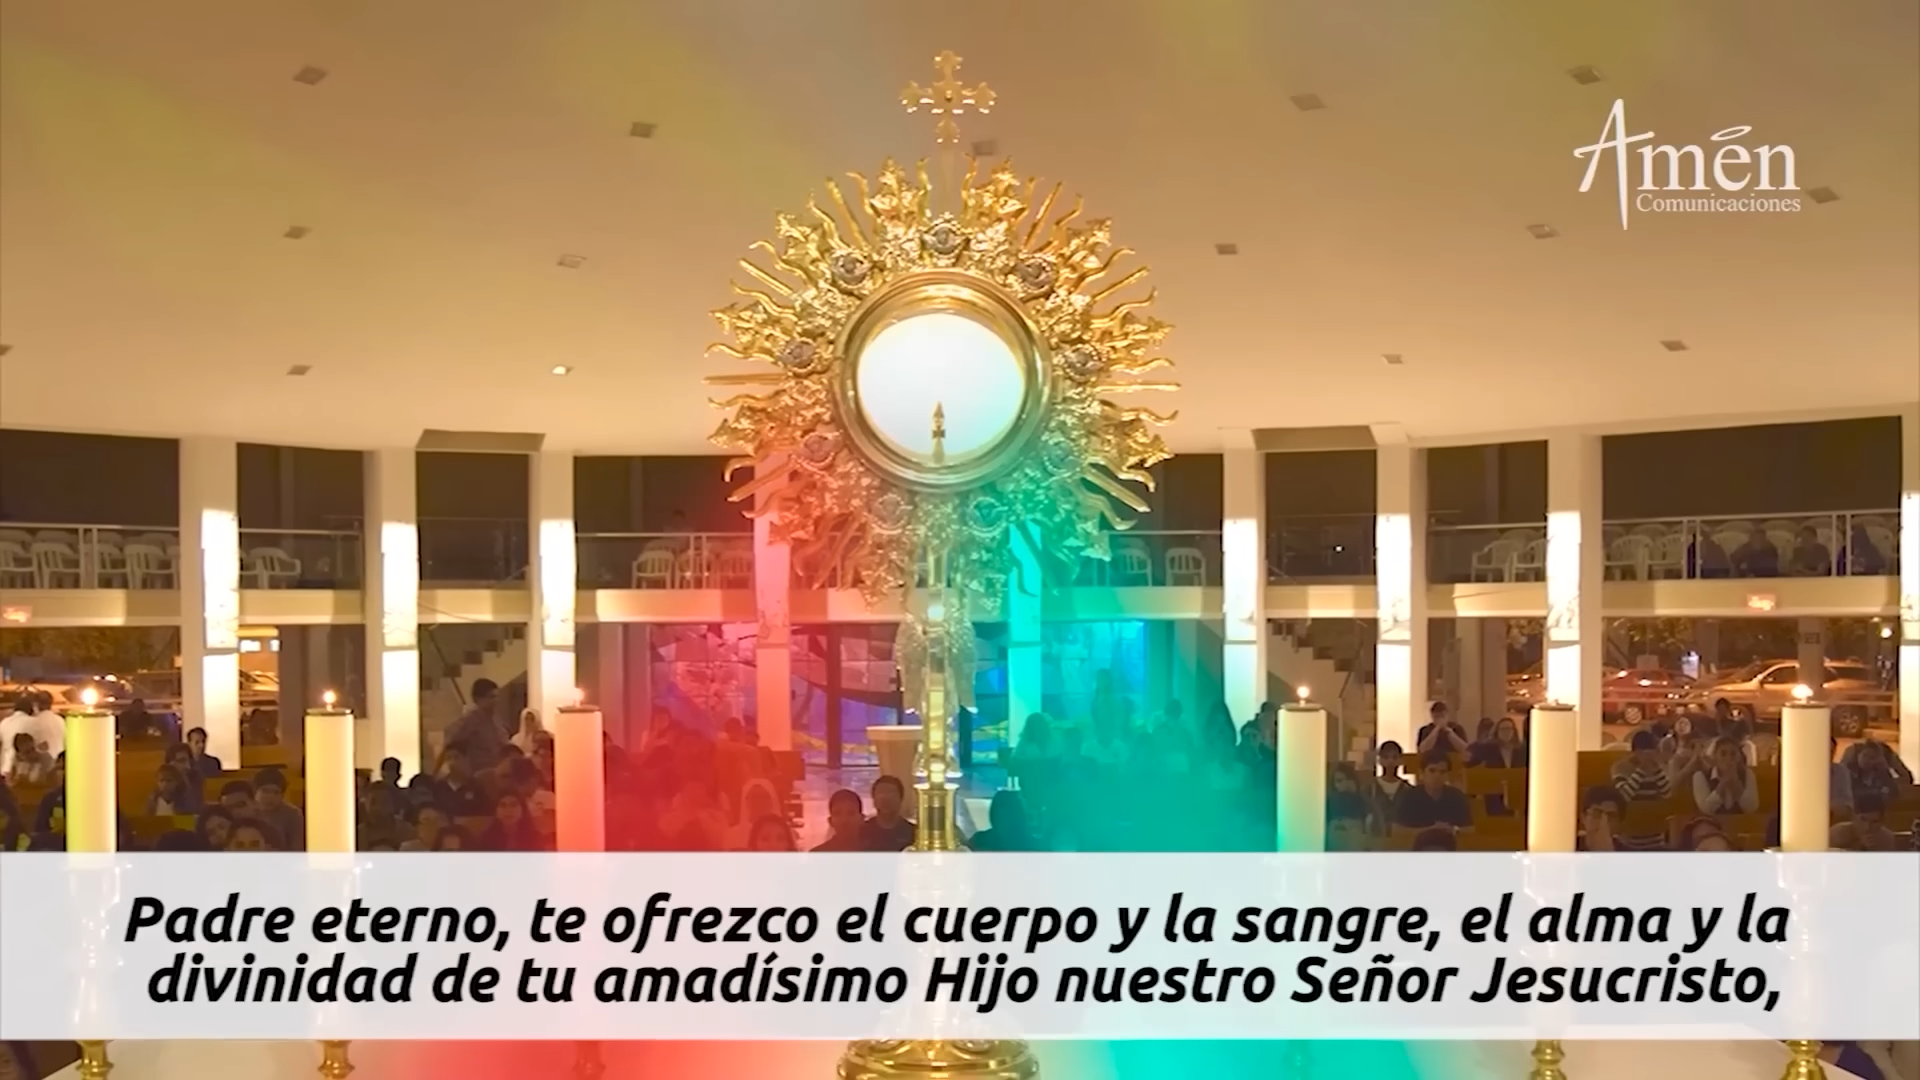 Amén
Comunicaciones
Padre eterno, te ofrezco el cuerpo y la sangre, el alma y la
divinidad de tu amadísimo Hijo nuestro Señor Jesucristo,